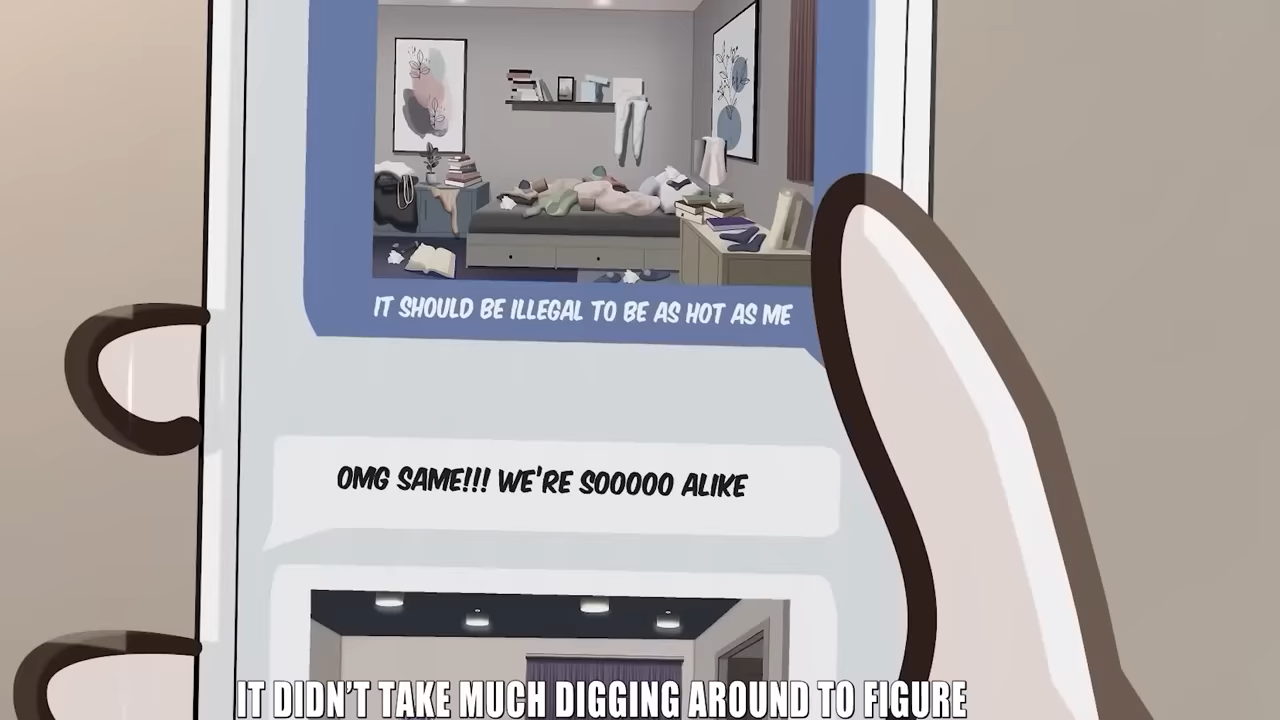 IT SHOULD BE ILLEGAL TO BE AS HOT AS ME
OMG SAME!!! WE'RE SOOOOO ALIKE
IT DIDN'T TAKE MUCH DIGGING AROUND TO FIGURE